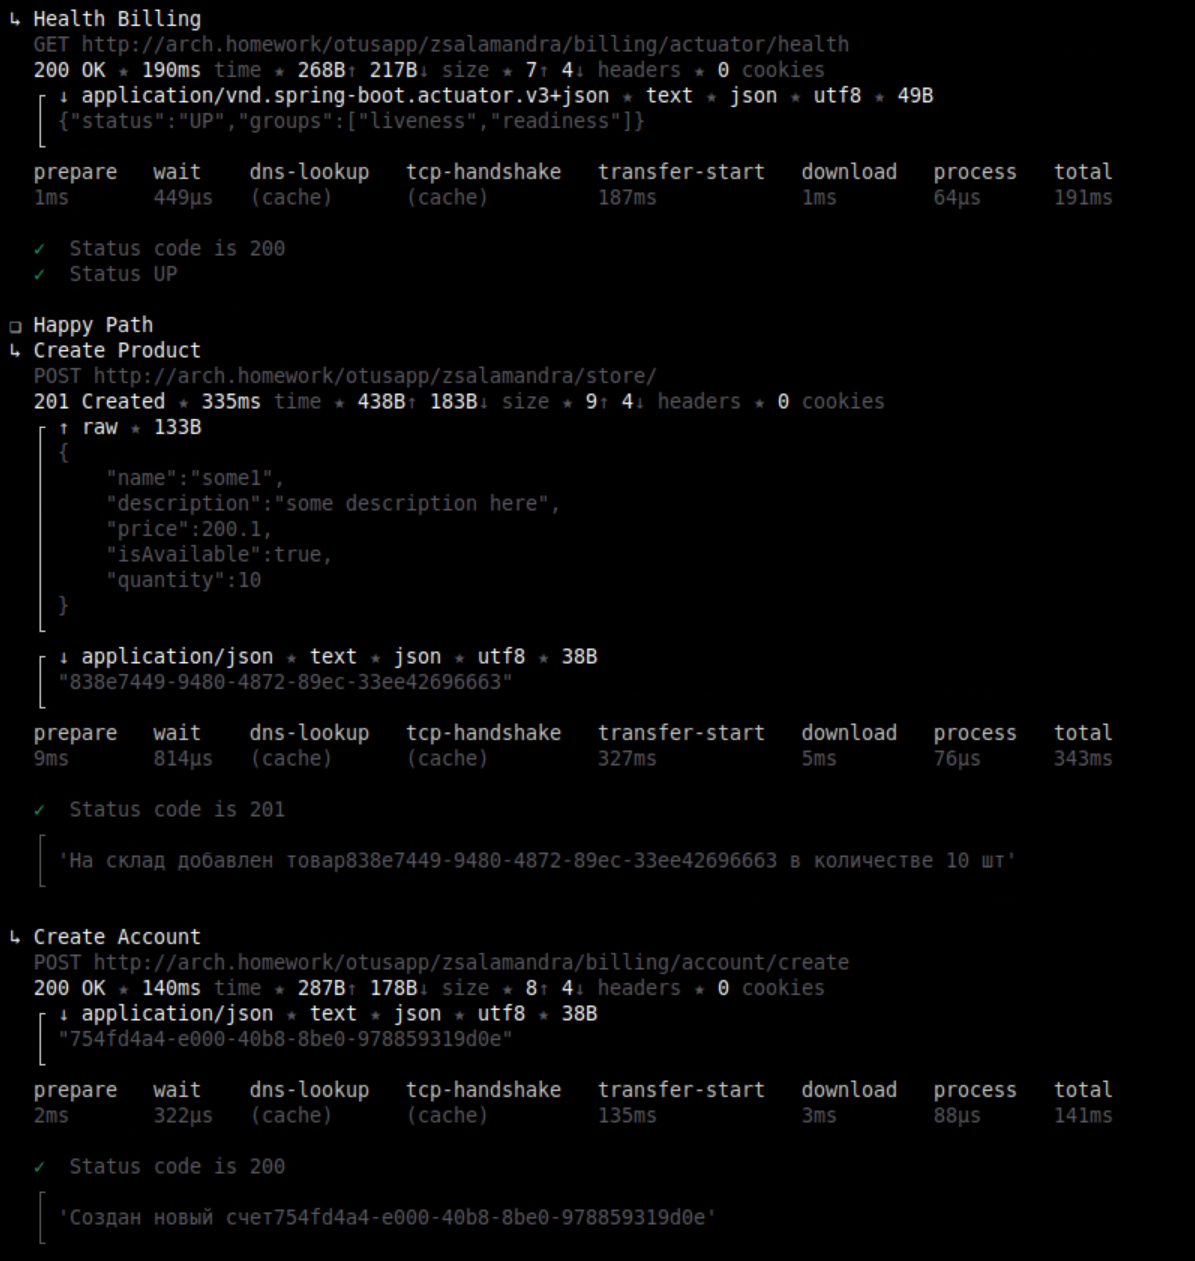 ↳ Health Billing
GET http://arch.homework/otusapp/zsalamandra/billing/actuator/health
200 OK ★ 190ms time ★ 268B↑ 217B↓ size ★ 7↑ 4↓ headers ★ 0 cookies
↓ application/vnd.spring-boot.actuator.v3+json ★ text ★ json ★ utf8 ★ 49B
{"status":"UP","groups":["liveness","readiness"]}
prepare wait dns-lookup tcp-handshake transfer-start download process total
1ms 449µs (cache) (cache) 187ms 1ms 64µs 191ms
✓ Status code is 200
✓ Status UP
❏ Happy Path
↳ Create Product
POST http://arch.homework/otusapp/zsalamandra/store/
201 Created ★ 335ms time ★ 438B↑ 183B↓ size ★ 9↑ 4↓ headers ★ 0 cookies
↑ raw ★ 133B
{
"name":"some1",
"description":"some description here",
"price":200.1,
"isAvailable":true,
"quantity":10
}
↓ application/json ★ text ★ json ★ utf8 ★ 38B
"838e7449-9480-4872-89ec-33ee42696663"
prepare wait dns-lookup tcp-handshake transfer-start download process total
9ms 814µs (cache) (cache) 327ms 5ms 76µs 343ms
✓ Status code is 201
'На склад добавлен товар838e7449-9480-4872-89ec-33ee42696663 в количестве 10 шт'
↳ Create Account
POST http://arch.homework/otusapp/zsalamandra/billing/account/create
200 OK ★ 140ms time ★ 287B↑ 178B↓ size ★ 8↑ 4↓ headers ★ 0 cookies
↓ application/json ★ text ★ json ★ utf8 ★ 38B
"754fd4a4-e000-40b8-8be0-978859319d0e"
prepare wait dns-lookup tcp-handshake transfer-start download process total
2ms 322µs (cache) (cache) 135ms 3ms 88µs 141ms
✓ Status code is 200
'Создан новый счет754fd4a4-e000-40b8-8be0-978859319d0e'